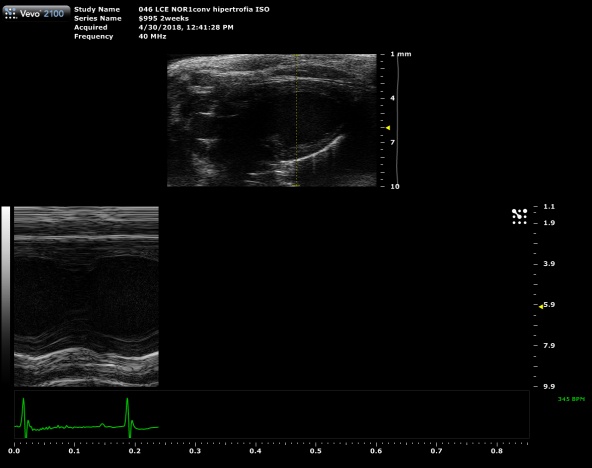 Vevo 2100
Study Name 046 LCE NOR1conv hipertrofia ISO
Series Name S995 2weeks
Acquired 4/30/2018, 12:41:28 PM
Frequency 40 MHz
1 mm
4
7
10
1.1
1.9
3.9
5.9
7.9
9.9
345 BPM
0.0 0.1 0.2 0.3 0.4 0.5 0.6 0.7 0.8